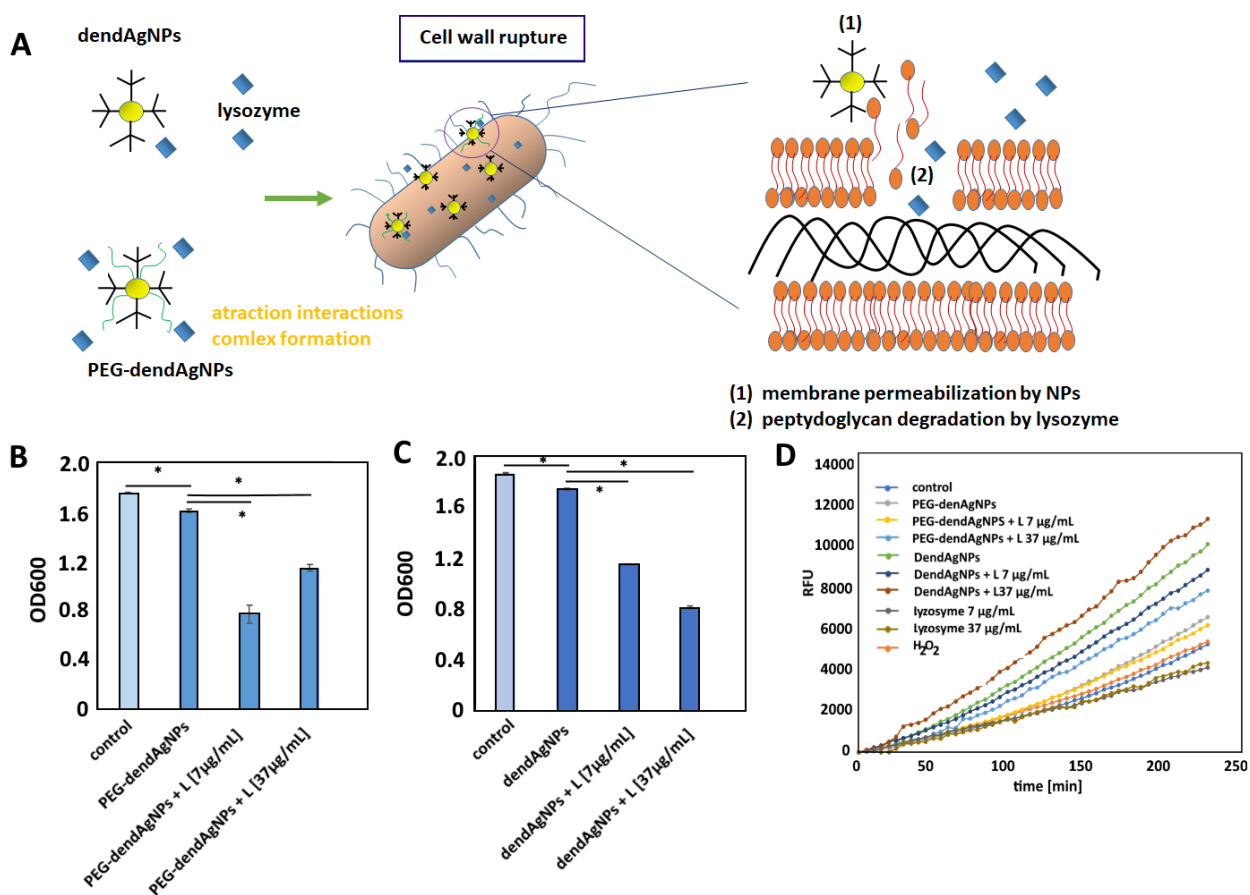 A
dendAgNPs
lysozyme
PEG-dendAgNPs
atraction interactions
comlex formation
Cell wall rupture
(1)
(2)
(1) membrane permeabilization by NPs
(2) peptydoglycan degradation by lysozyme
B
OD600
2.0
1.6
1.2
0.8
0.4
0
*
*
*
control
PEG-dendAgNPs
PEG-dendAgNPs + L [7µg/mL]
PEG-dendAgNPs + L [37µg/mL]
C
OD600
2.0
1.6
1.2
0.8
0.4
0
*
*
*
control
dendAgNPs
dendAgNPs + L [7µg/mL]
dendAgNPs + L [37µg/mL]
D
RFU
14000
12000
10000
8000
6000
4000
2000
0
control
PEG-denAgNPs
PEG-dendAgNPS + L 7 µg/mL
PEG-dendAgNPs + L 37 µg/mL
DendAgNPs
DendAgNPs + L 7 µg/mL
DendAgNPs + L37 µg/mL
lyzosyme 7 µg/mL
lyzosyme 37 µg/mL
H2O2
0
50
100
150
200
250
time [min]